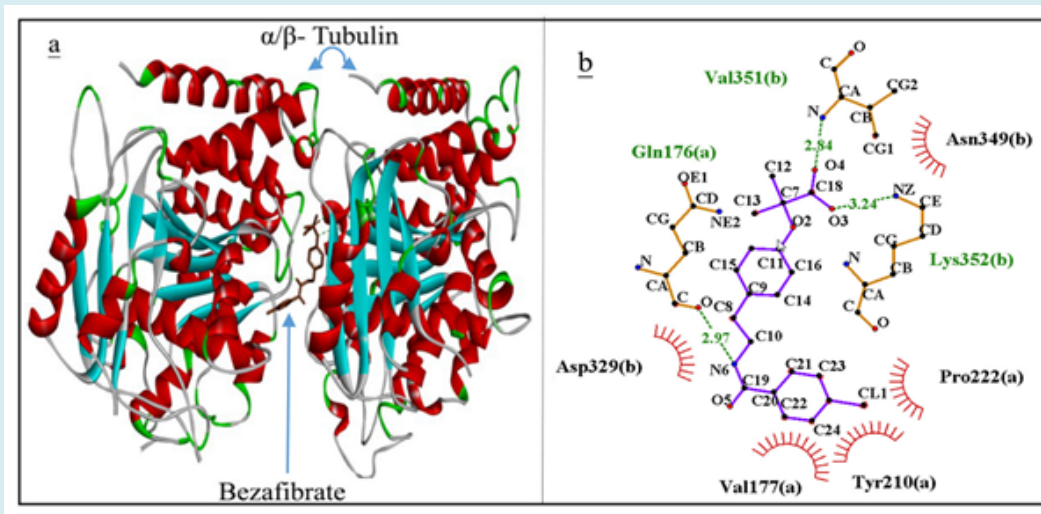 a
α/β- Tubulin
Bezafibrate
b
Val351(b)
O
C
CA
CG2
N
CB
CG1
Asn349(b)
2.84
Gln176(a)
OE1
CD
NE2
CG
CB
N
CA
C
O
C12
O4
C7
C18
C13
O3
3.24
NZ
CE
CD
CG
CB
N
CA
C
O
Lys352(b)
O2
C15
C11
C16
C9
C14
C8
2.97
C10
N6
Asp329(b)
C21
C23
C19
O5
C20
C22
CL1
C24
Pro222(a)
Val177(a)
Tyr210(a)